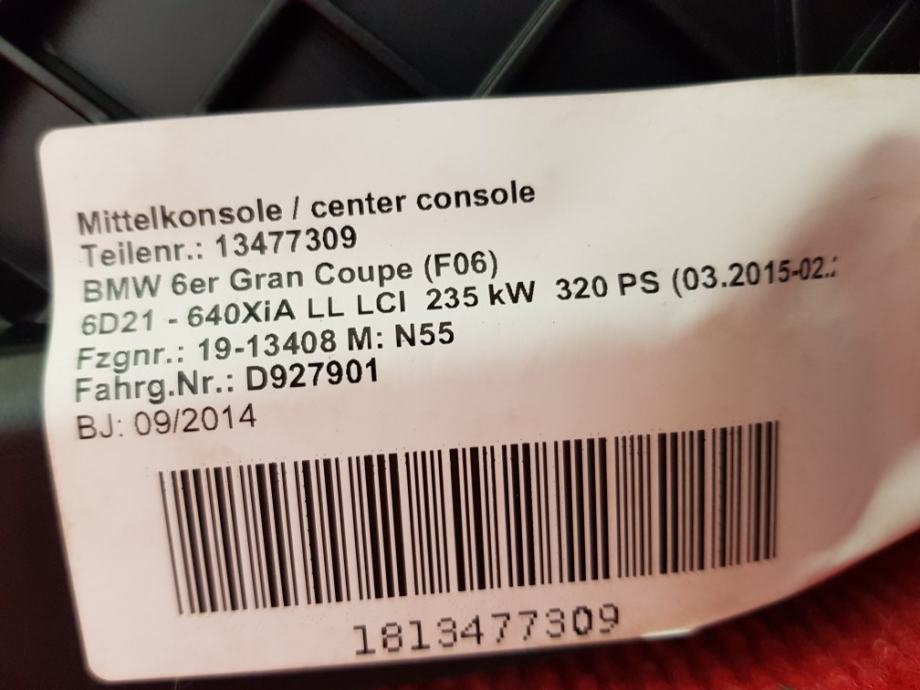 Mittelkonsole / center console
Teilenr.: 13477309
BMW 6er Gran Coupe (F06)
6D21 - 640XiA LL LCI 235 kW 320 PS (03.2015-02.
Fzgnr.: 19-13408 M: N55
Fahrg.Nr.: D927901
BJ: 09/2014
1813477309